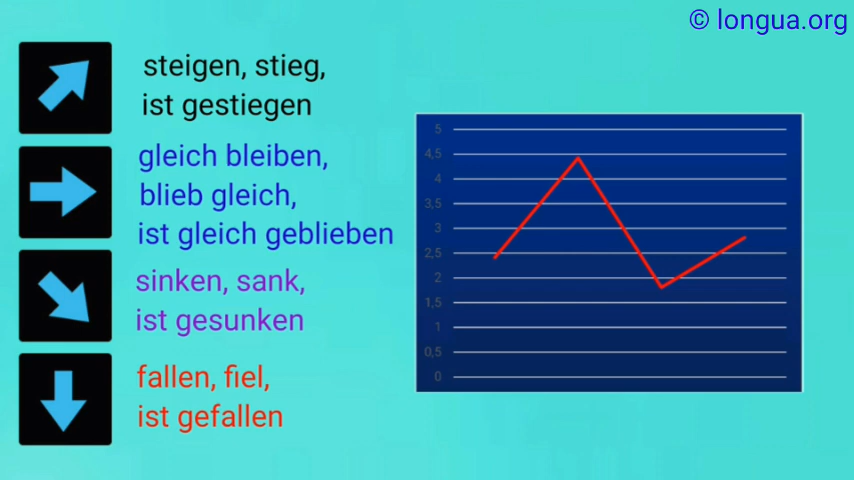 © longua.org
steigen, stieg,
ist gestiegen
gleich bleiben,
blieb gleich,
ist gleich geblieben
sinken, sank,
ist gesunken
fallen, fiel,
ist gefallen
5
4,5
4
3,5
3
2,5
2
1,5
1
0,5
0